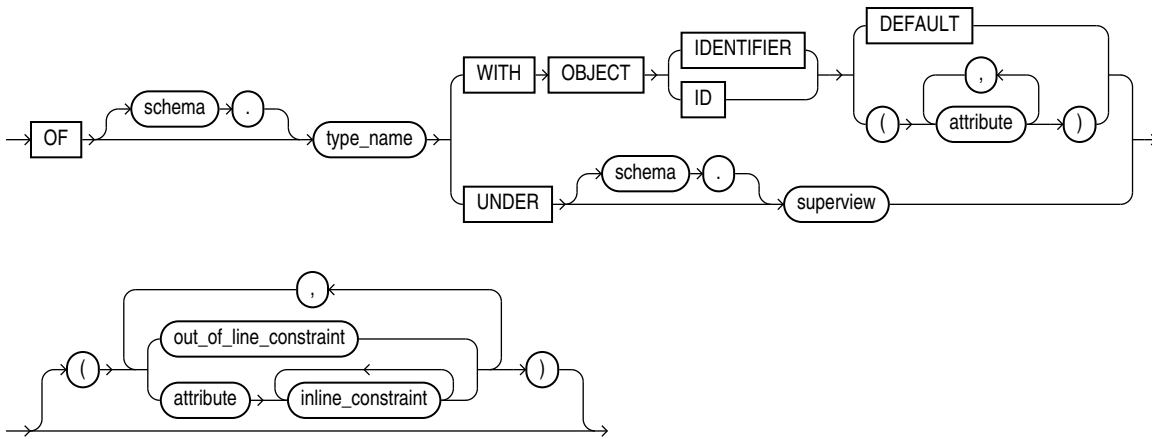 DEFAULT
IDENTIFIER
WITH OBJECT ,
ID
schema . ( attribute )
OF type_name
schema .
UNDER superview
,
out_of_line_constraint
( )
attribute inline_constraint